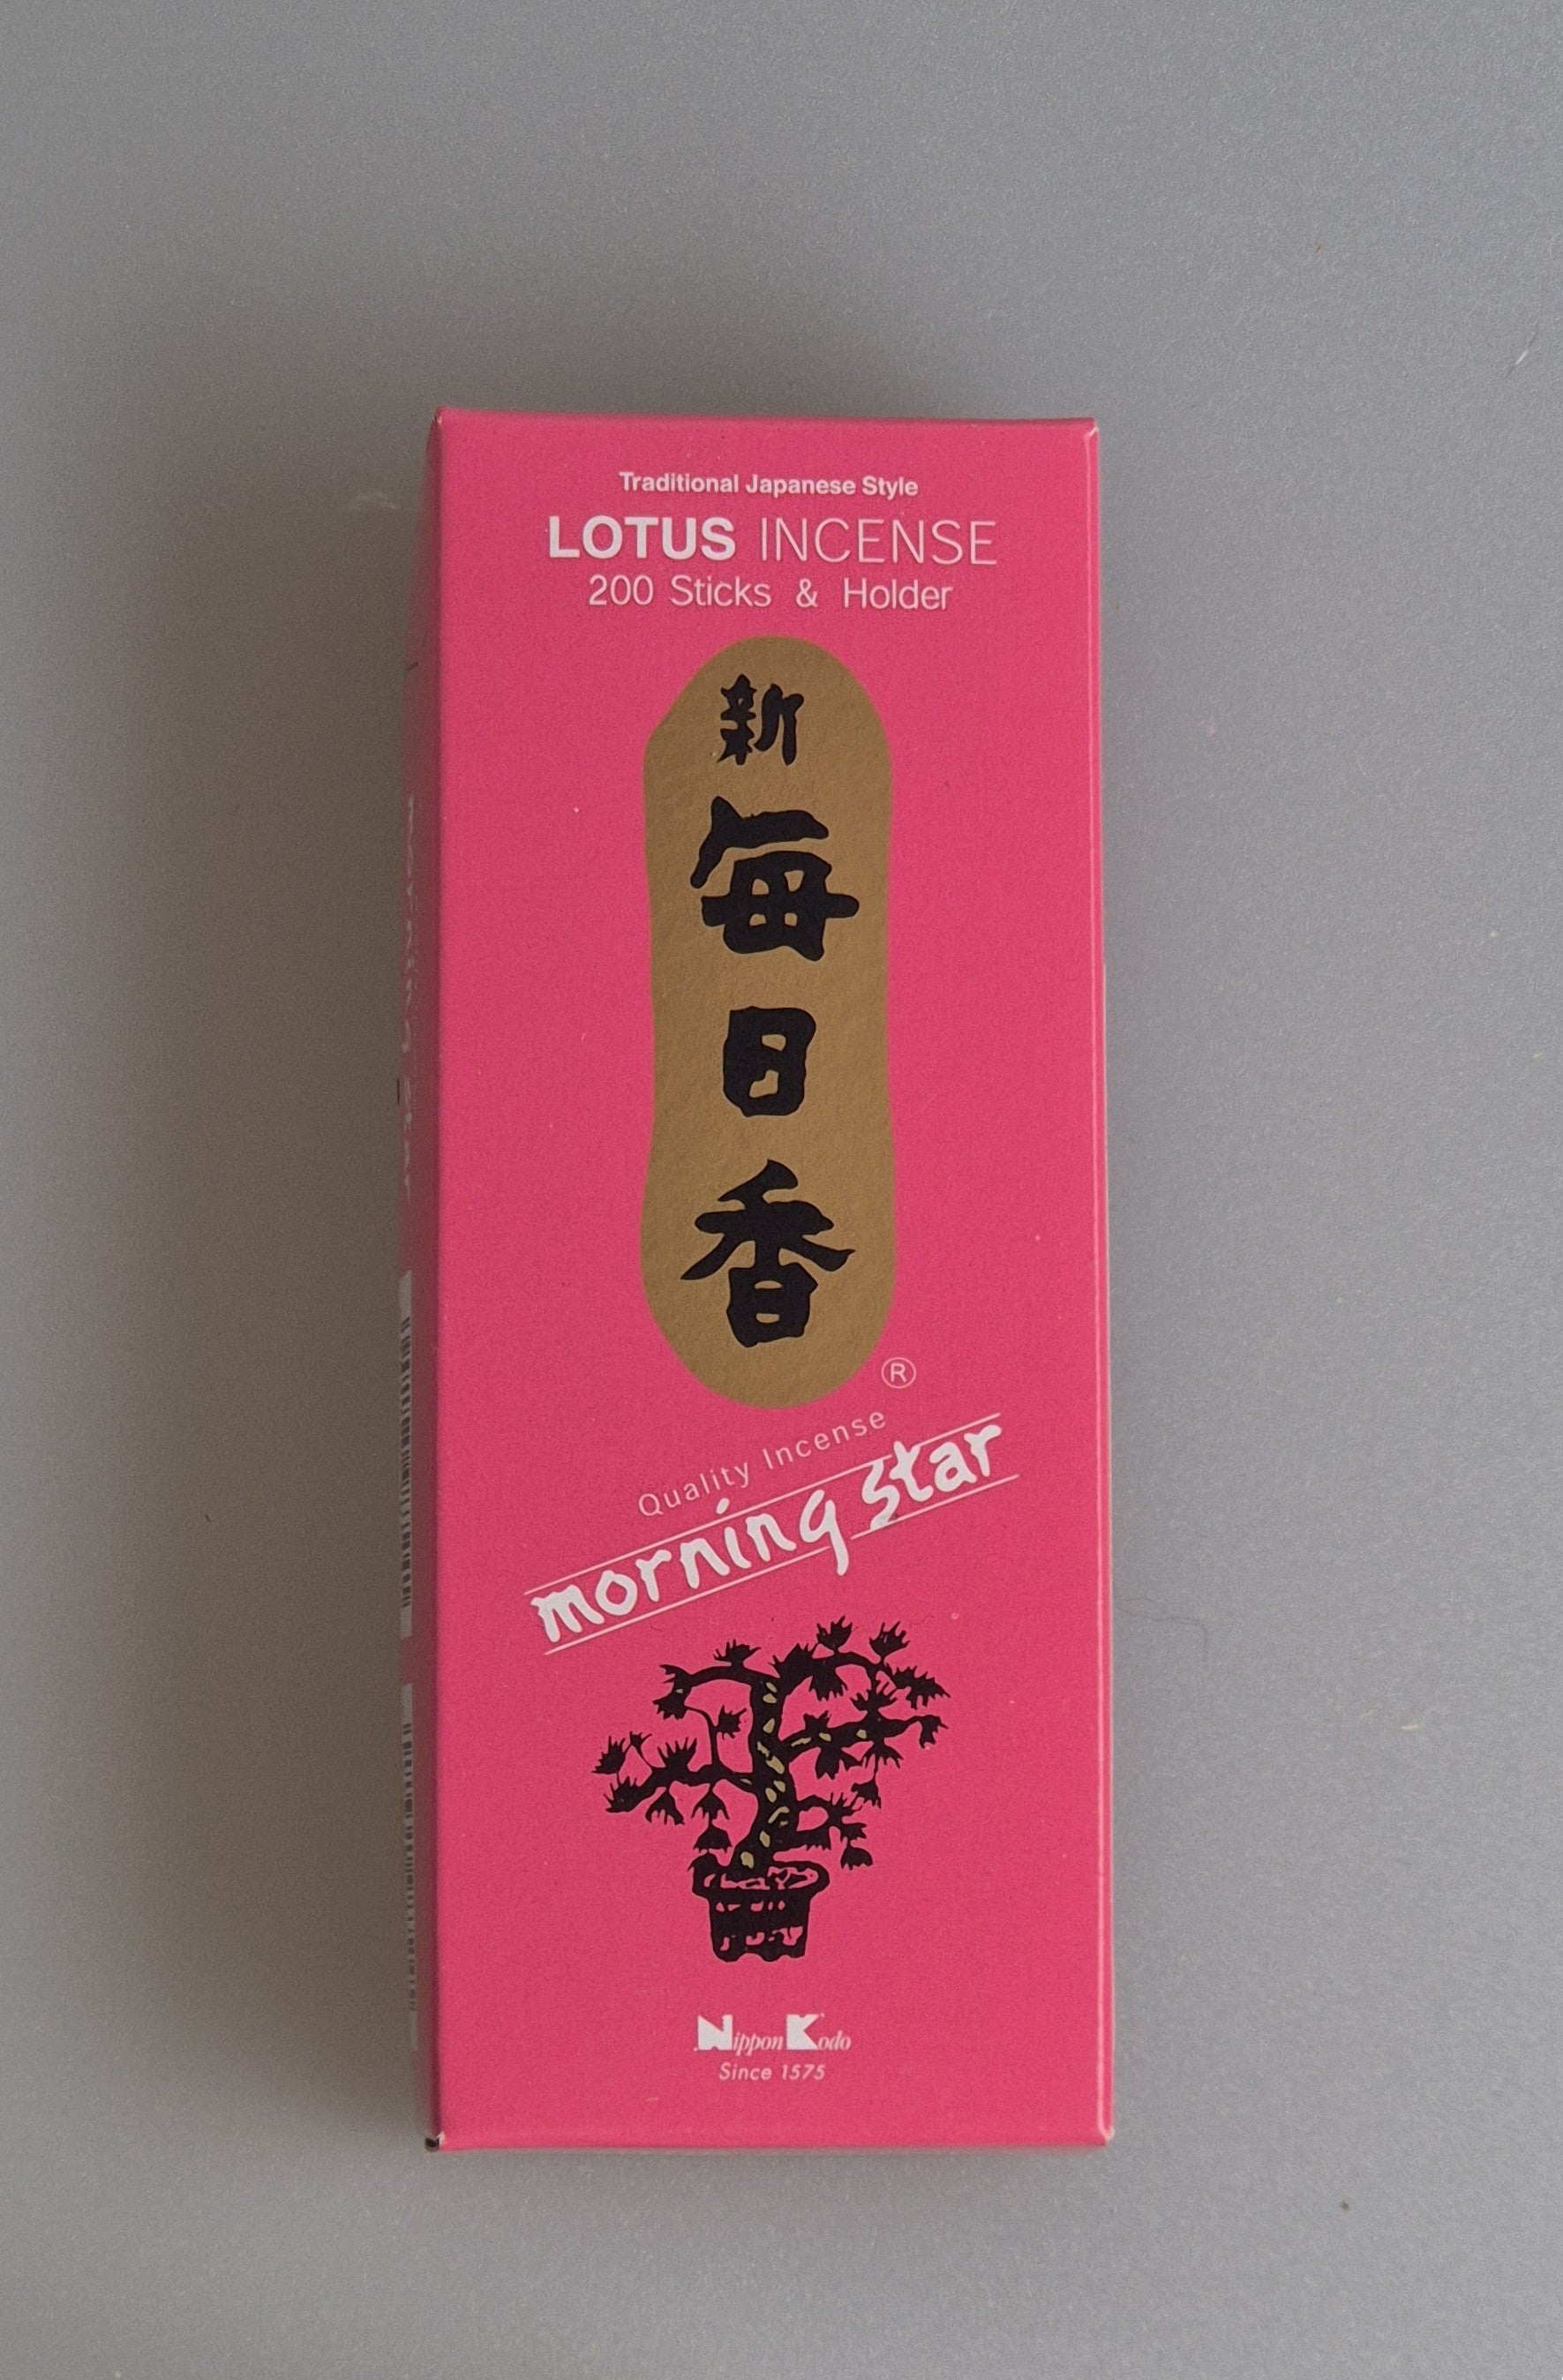 Traditional Japanese Style
LOTUS INCENSE
200 Sticks & Holder
新
毎日香
®
Quality Incense
morning star
Nippon Kodo
Since 1575